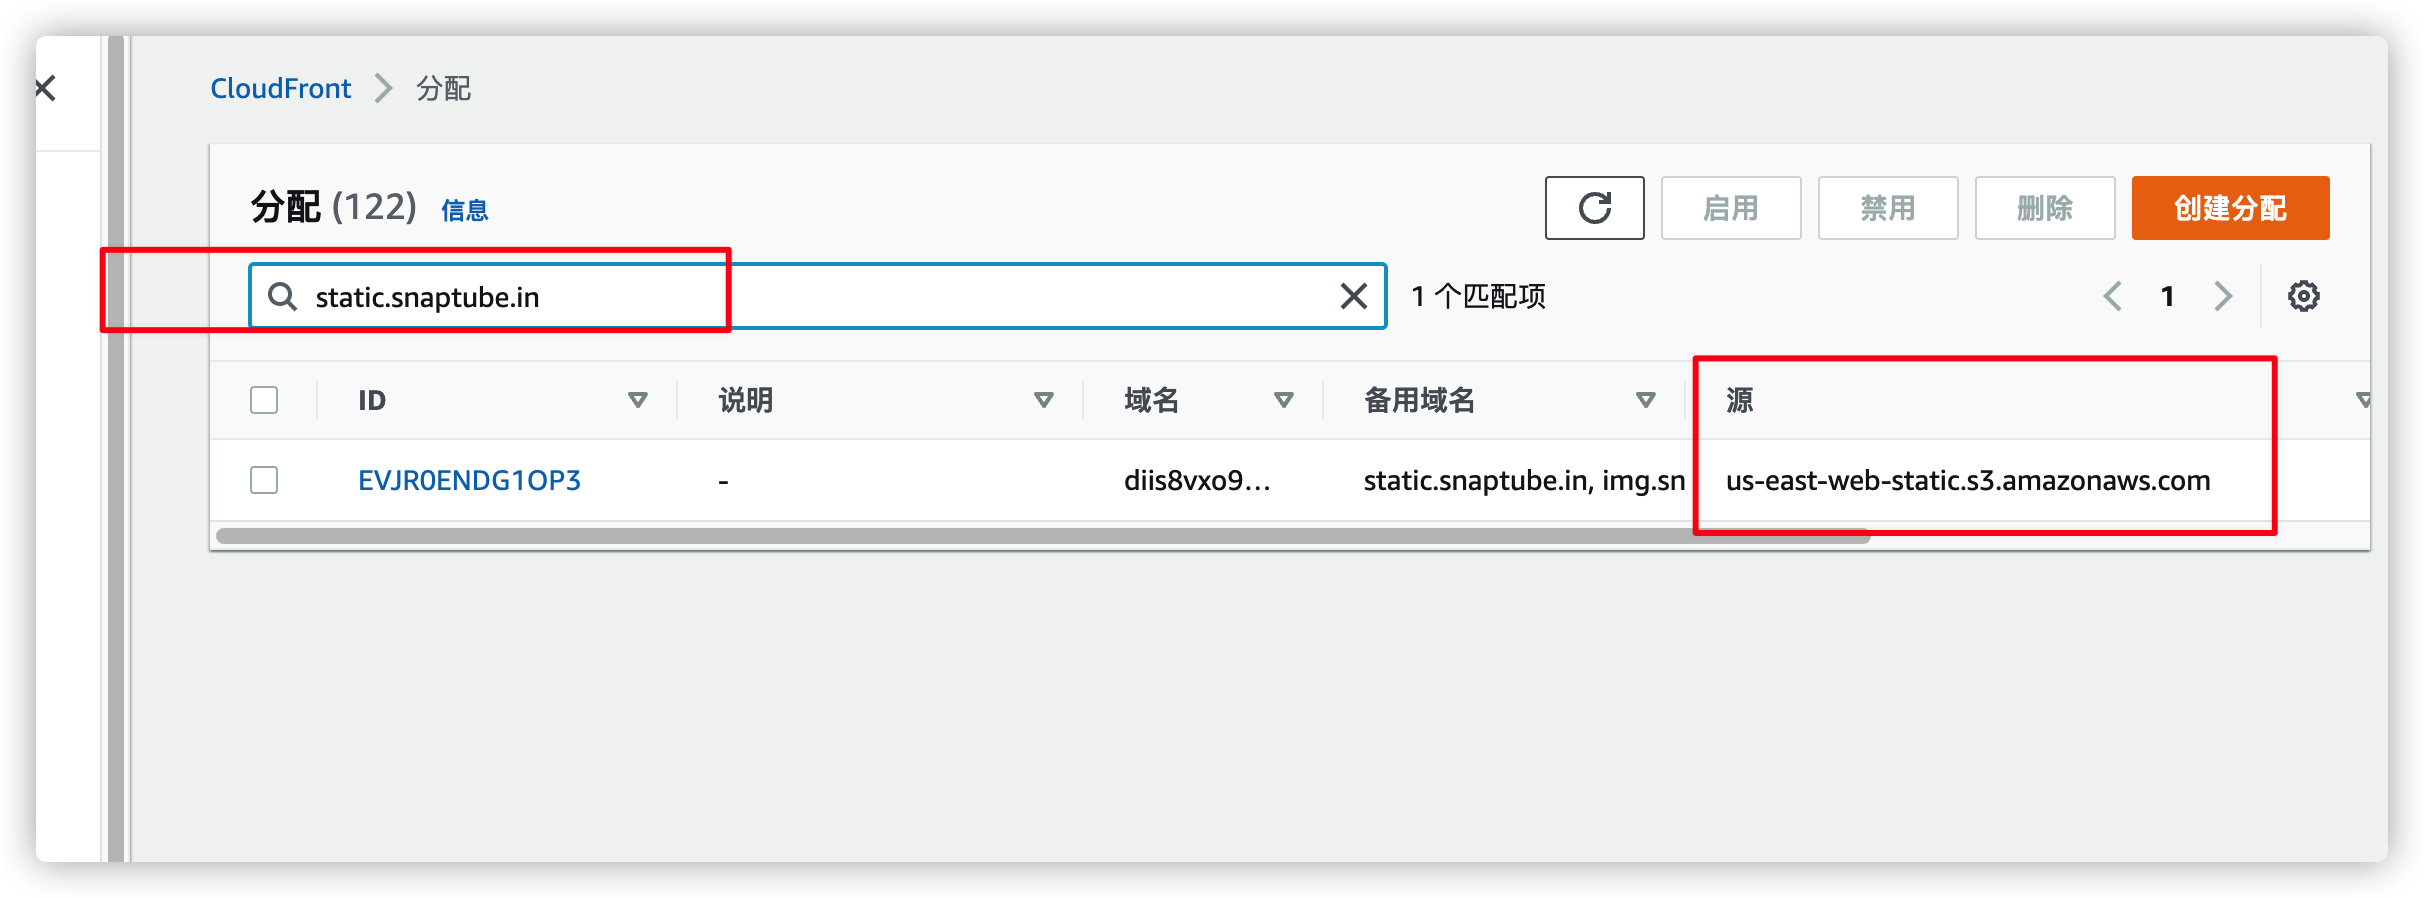 CloudFront > 分配
分配 (122) 信息
启用 禁用 删除 创建分配
static.snaptube.in
1 个匹配项
1
ID 说明 域名 备用域名 源
EVJR0ENDG1OP3 - diis8vxo9... static.snaptube.in, img.sn us-east-web-static.s3.amazonaws.com